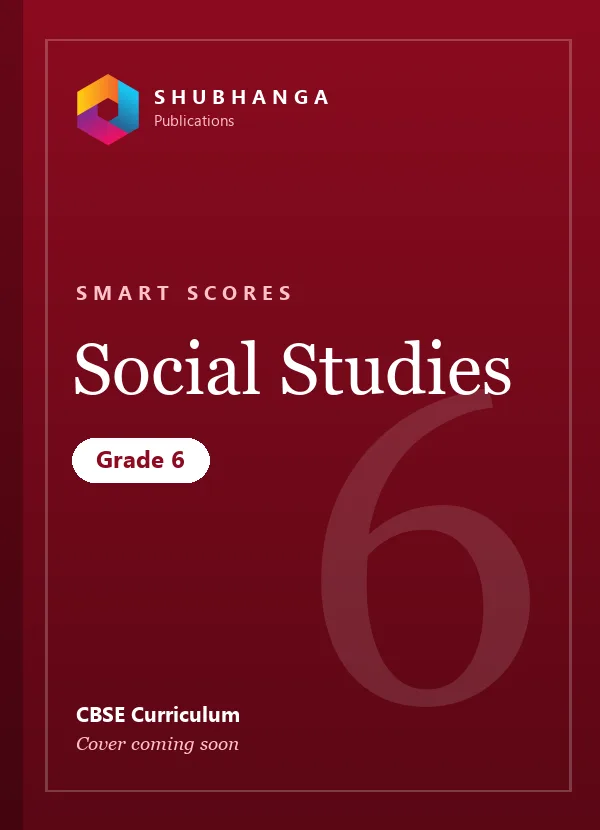 SHUBHANGA
Publications
SMART SCORES
Social Studies
Grade 6
6
CBSE Curriculum
Cover coming soon